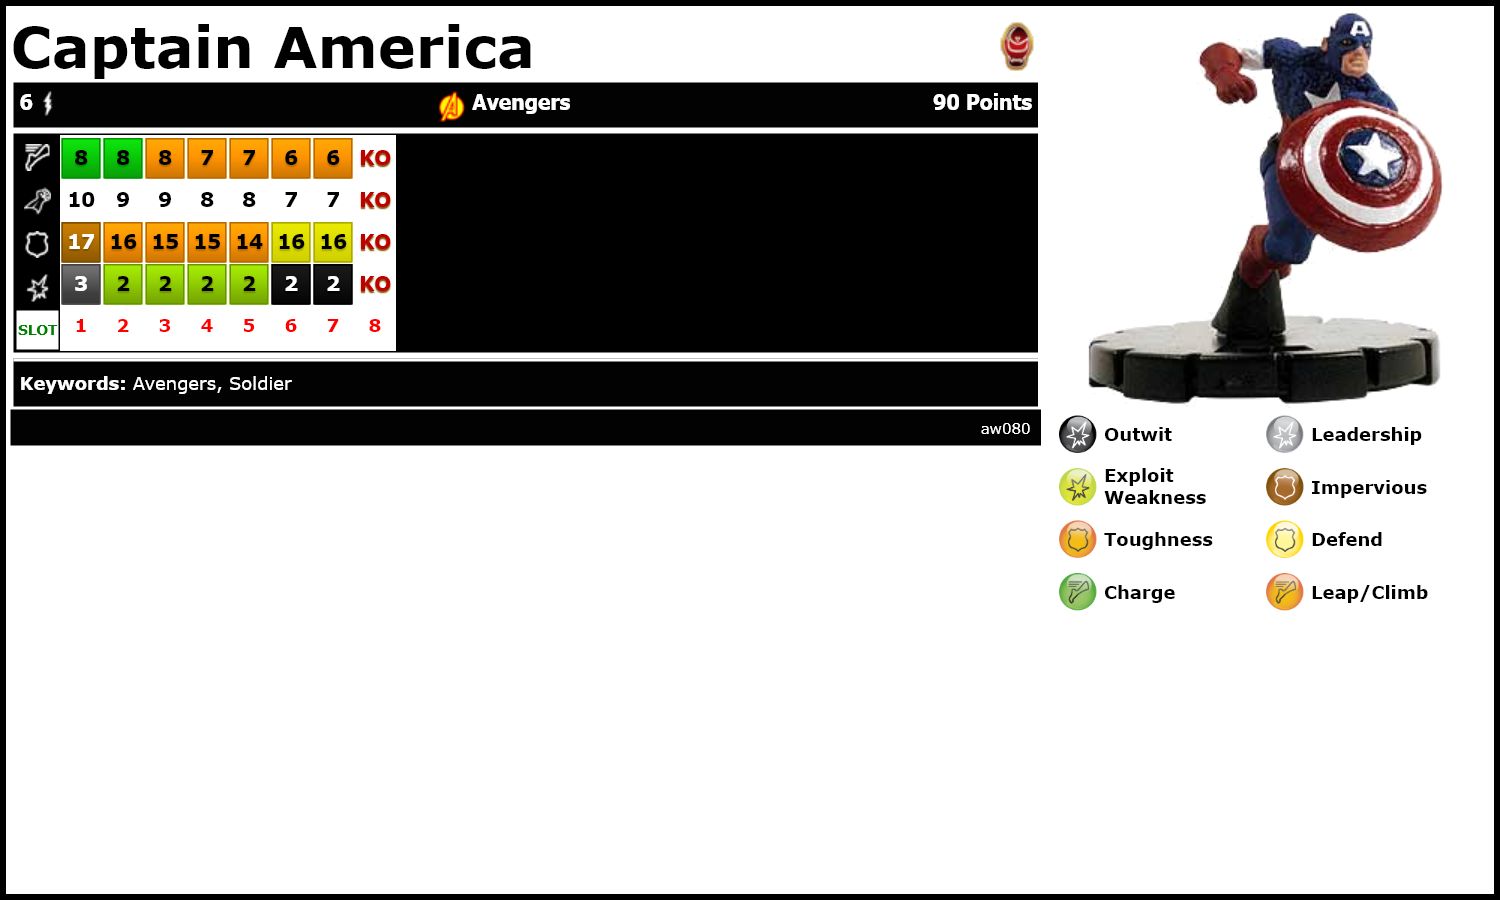 Captain America
6 Avengers 90 Points
8 8 8 7 7 6 6 KO
10 9 9 8 8 7 7 KO
17 16 15 15 14 16 16 KO
3 2 2 2 2 2 2 KO
SLOT 1 2 3 4 5 6 7 8
Keywords: Avengers, Soldier
aw080
A
Outwit Leadership
Exploit
Weakness Impervious
Toughness Defend
Charge Leap/Climb